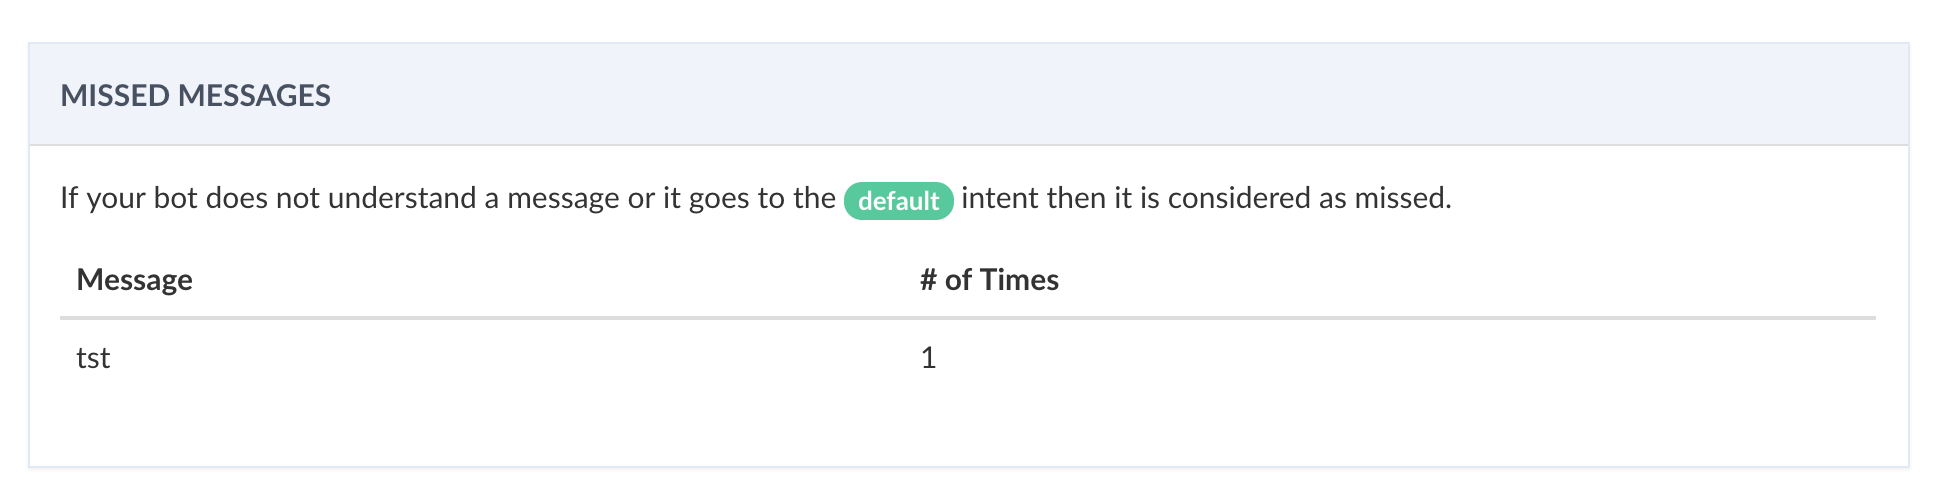 MISSED MESSAGES
If your bot does not understand a message or it goes to the default intent then it is considered as missed.
Message # of Times
tst 1